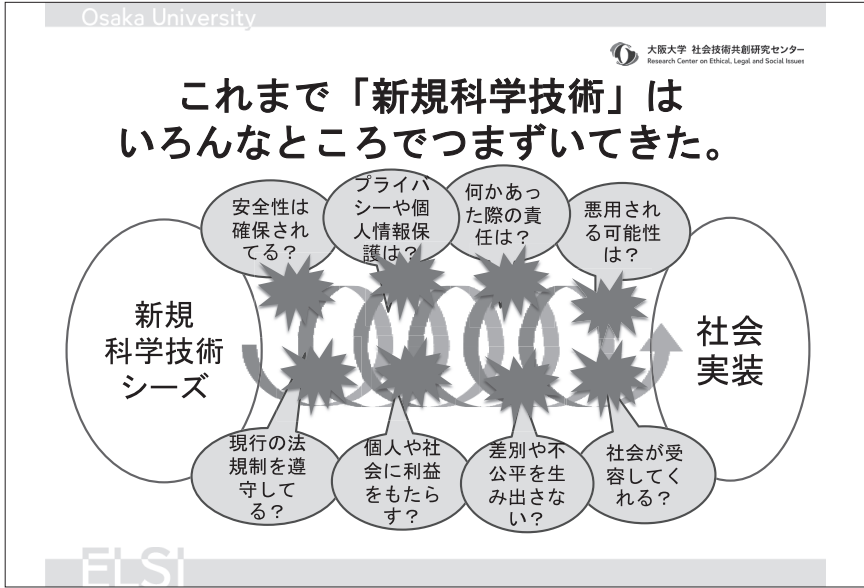 Osaka University
大阪大学 社会技術共創研究センター
Research Center on Ethical, Legal and Social Issues
これまで「新規科学技術」は
いろんなところでつまずいてきた。
安全性は
確保され
てる？
プライバ
シーや個
人情報保
護は？
何かあっ
た際の責
任は？
悪用され
る可能性
は？
新規
科学技術
シーズ
社会
実装
現行の法
規制を遵
守して
る？
個人や社
会に利益
をもたら
す？
差別や不
公平を生
み出さな
い？
社会が受
容してく
れる？
ELSI